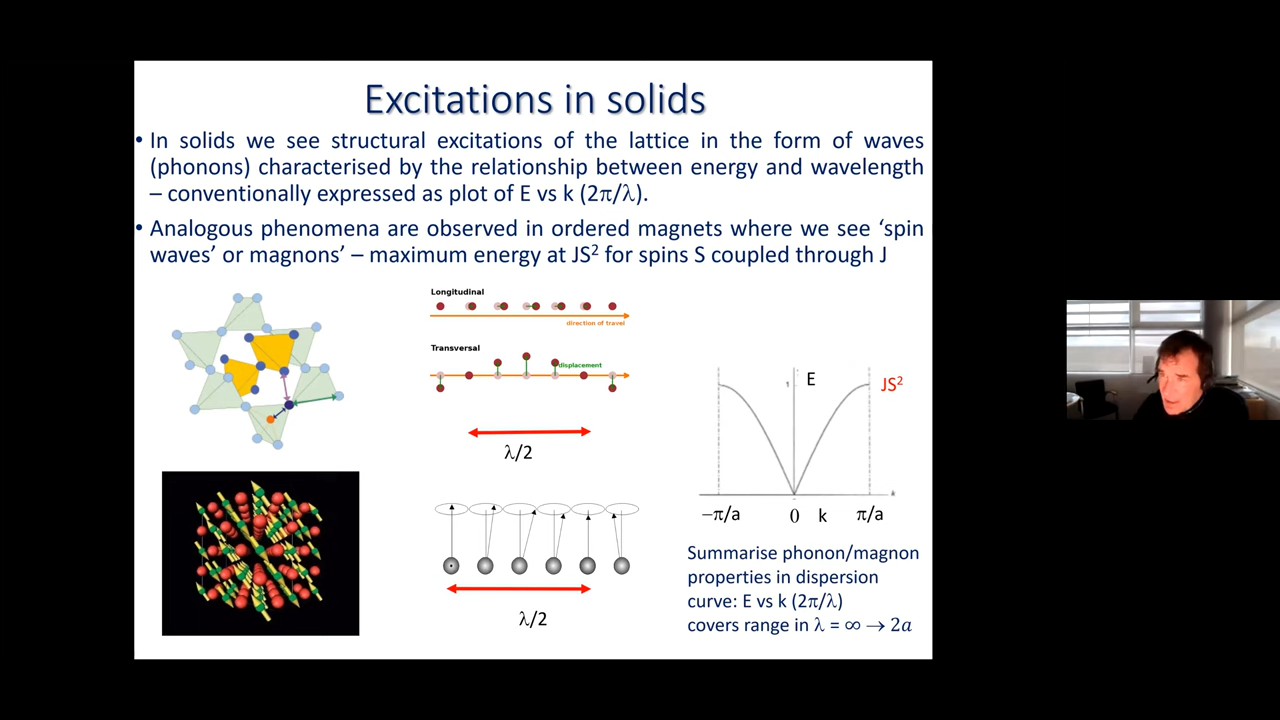 Excitations in solids
• In solids we see structural excitations of the lattice in the form of waves
(phonons) characterised by the relationship between energy and wavelength
– conventionally expressed as plot of E vs k (2π/λ).
• Analogous phenomena are observed in ordered magnets where we see ‘spin
waves’ or magnons’ – maximum energy at JS² for spins S coupled through J
Longitudinal
direction of travel
Transversal
displacement
λ/2
λ/2
1
E
JS²
k
–π/a
0
k
π/a
Summarise phonon/magnon
properties in dispersion
curve: E vs k (2π/λ)
covers range in λ = ∞ → 2a